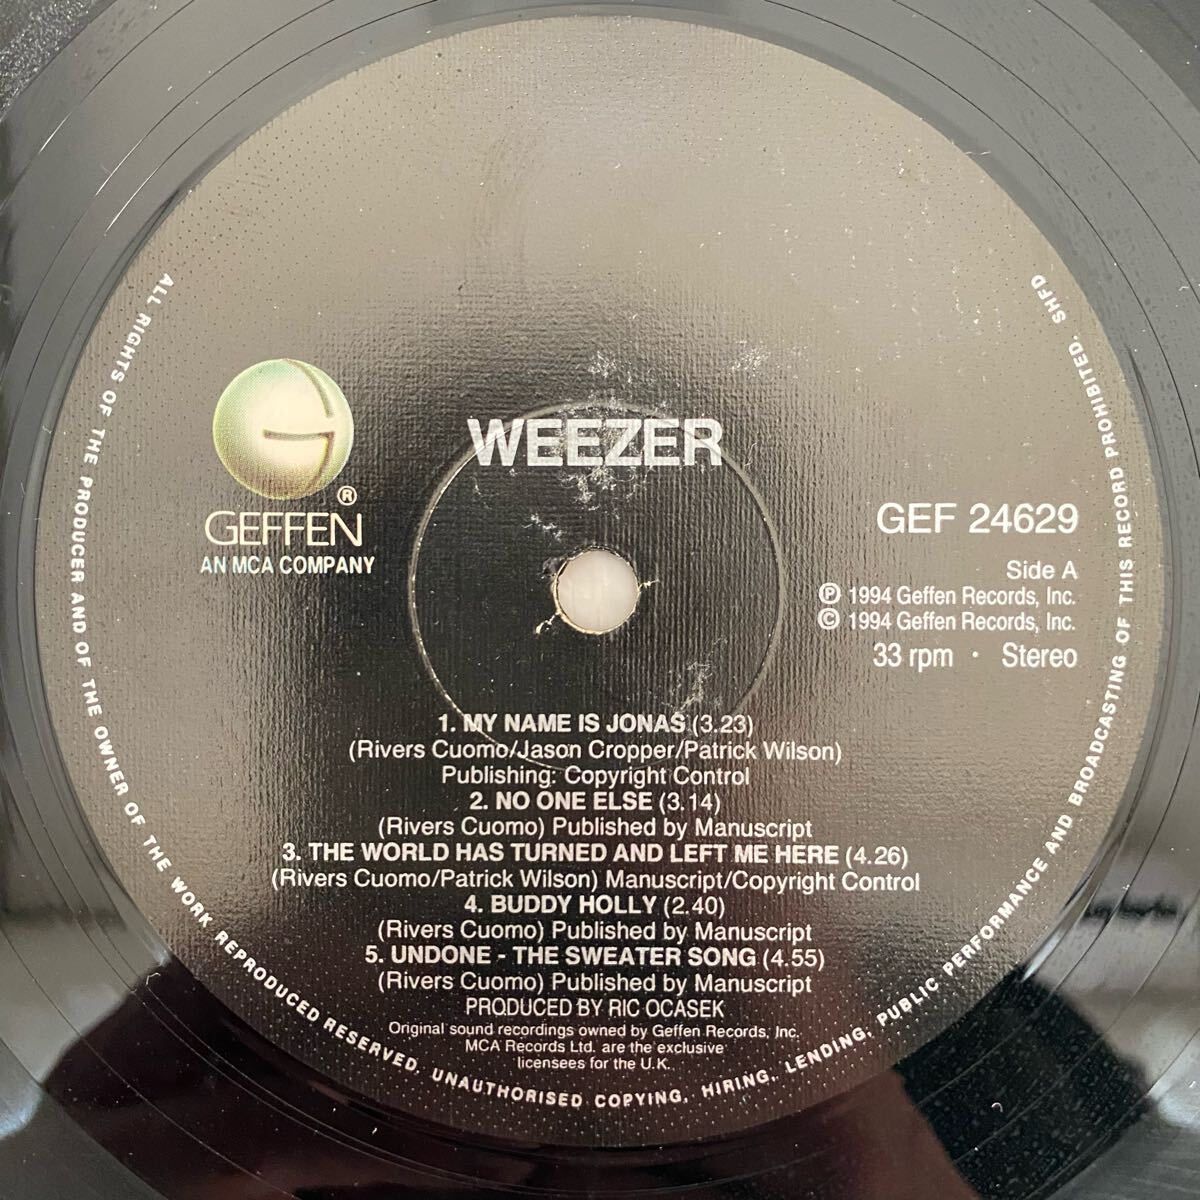 WEEZER
GEFFEN
®
AN MCA COMPANY
GEF 24629
Side A
Ⓟ 1994 Geffen Records, Inc.
© 1994 Geffen Records, Inc.
33 rpm · Stereo
1. MY NAME IS JONAS (3.23)
(Rivers Cuomo/Jason Cropper/Patrick Wilson)
Publishing: Copyright Control
2. NO ONE ELSE (3.14)
(Rivers Cuomo) Published by Manuscript
3. THE WORLD HAS TURNED AND LEFT ME HERE (4.26)
(Rivers Cuomo/Patrick Wilson) Manuscript/Copyright Control
4. BUDDY HOLLY (2.40)
(Rivers Cuomo) Published by Manuscript
5. UNDONE - THE SWEATER SONG (4.55)
(Rivers Cuomo) Published by Manuscript
PRODUCED BY RIC OCASEK
Original sound recordings owned by Geffen Records, Inc.
MCA Records Ltd. are the exclusive
licensees for the U.K.
ALL RIGHTS OF THE PRODUCER AND OF THE OWNER OF THE WORK REPRODUCED RESERVED. UNAUTHORISED COPYING, HIRING, LENDING, PUBLIC PERFORMANCE AND BROADCASTING OF THIS RECORD PROHIBITED. SHFD